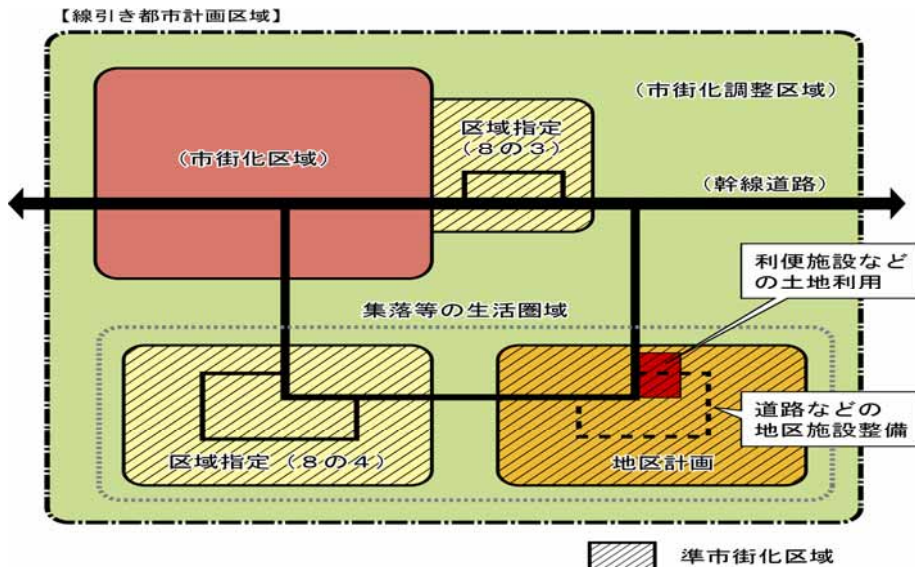 【線引き都市計画区域】
（市街化調整区域）
区域指定
（８の３）
（市街化区域）
（幹線道路）
利便施設など
の土地利用
集落等の生活圏域
道路などの
地区施設整備
区域指定（８の４）
地区計画
準市街化区域